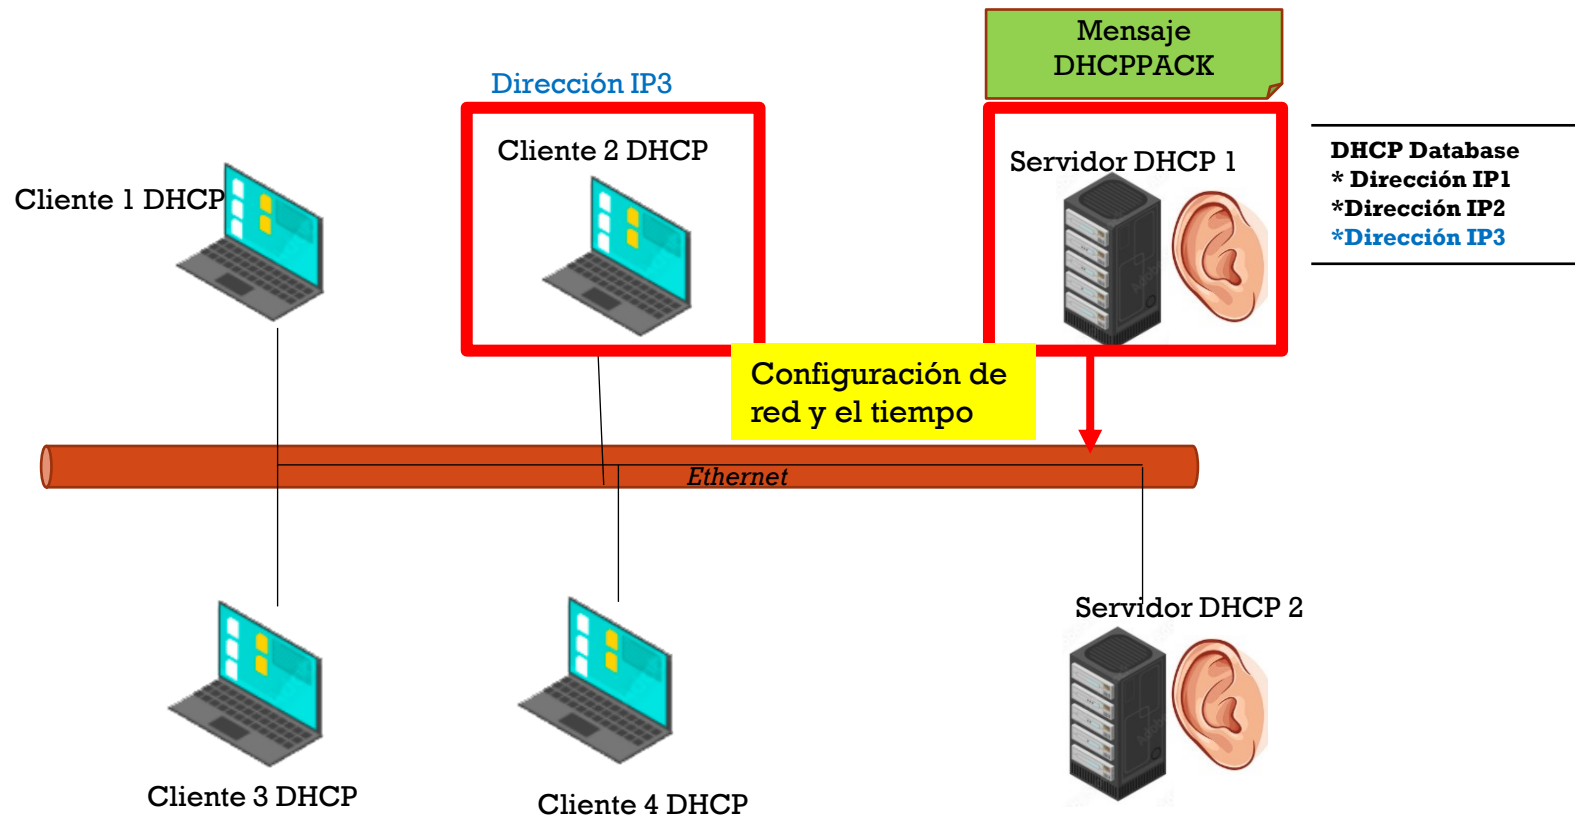 Mensaje
DHCPPACK
Dirección IP3
Cliente 2 DHCP
Servidor DHCP 1
DHCP Database
* Dirección IP1
*Dirección IP2
*Dirección IP3
Cliente 1 DHCP
Configuración de
red y el tiempo
Ethernet
Servidor DHCP 2
Cliente 3 DHCP
Cliente 4 DHCP